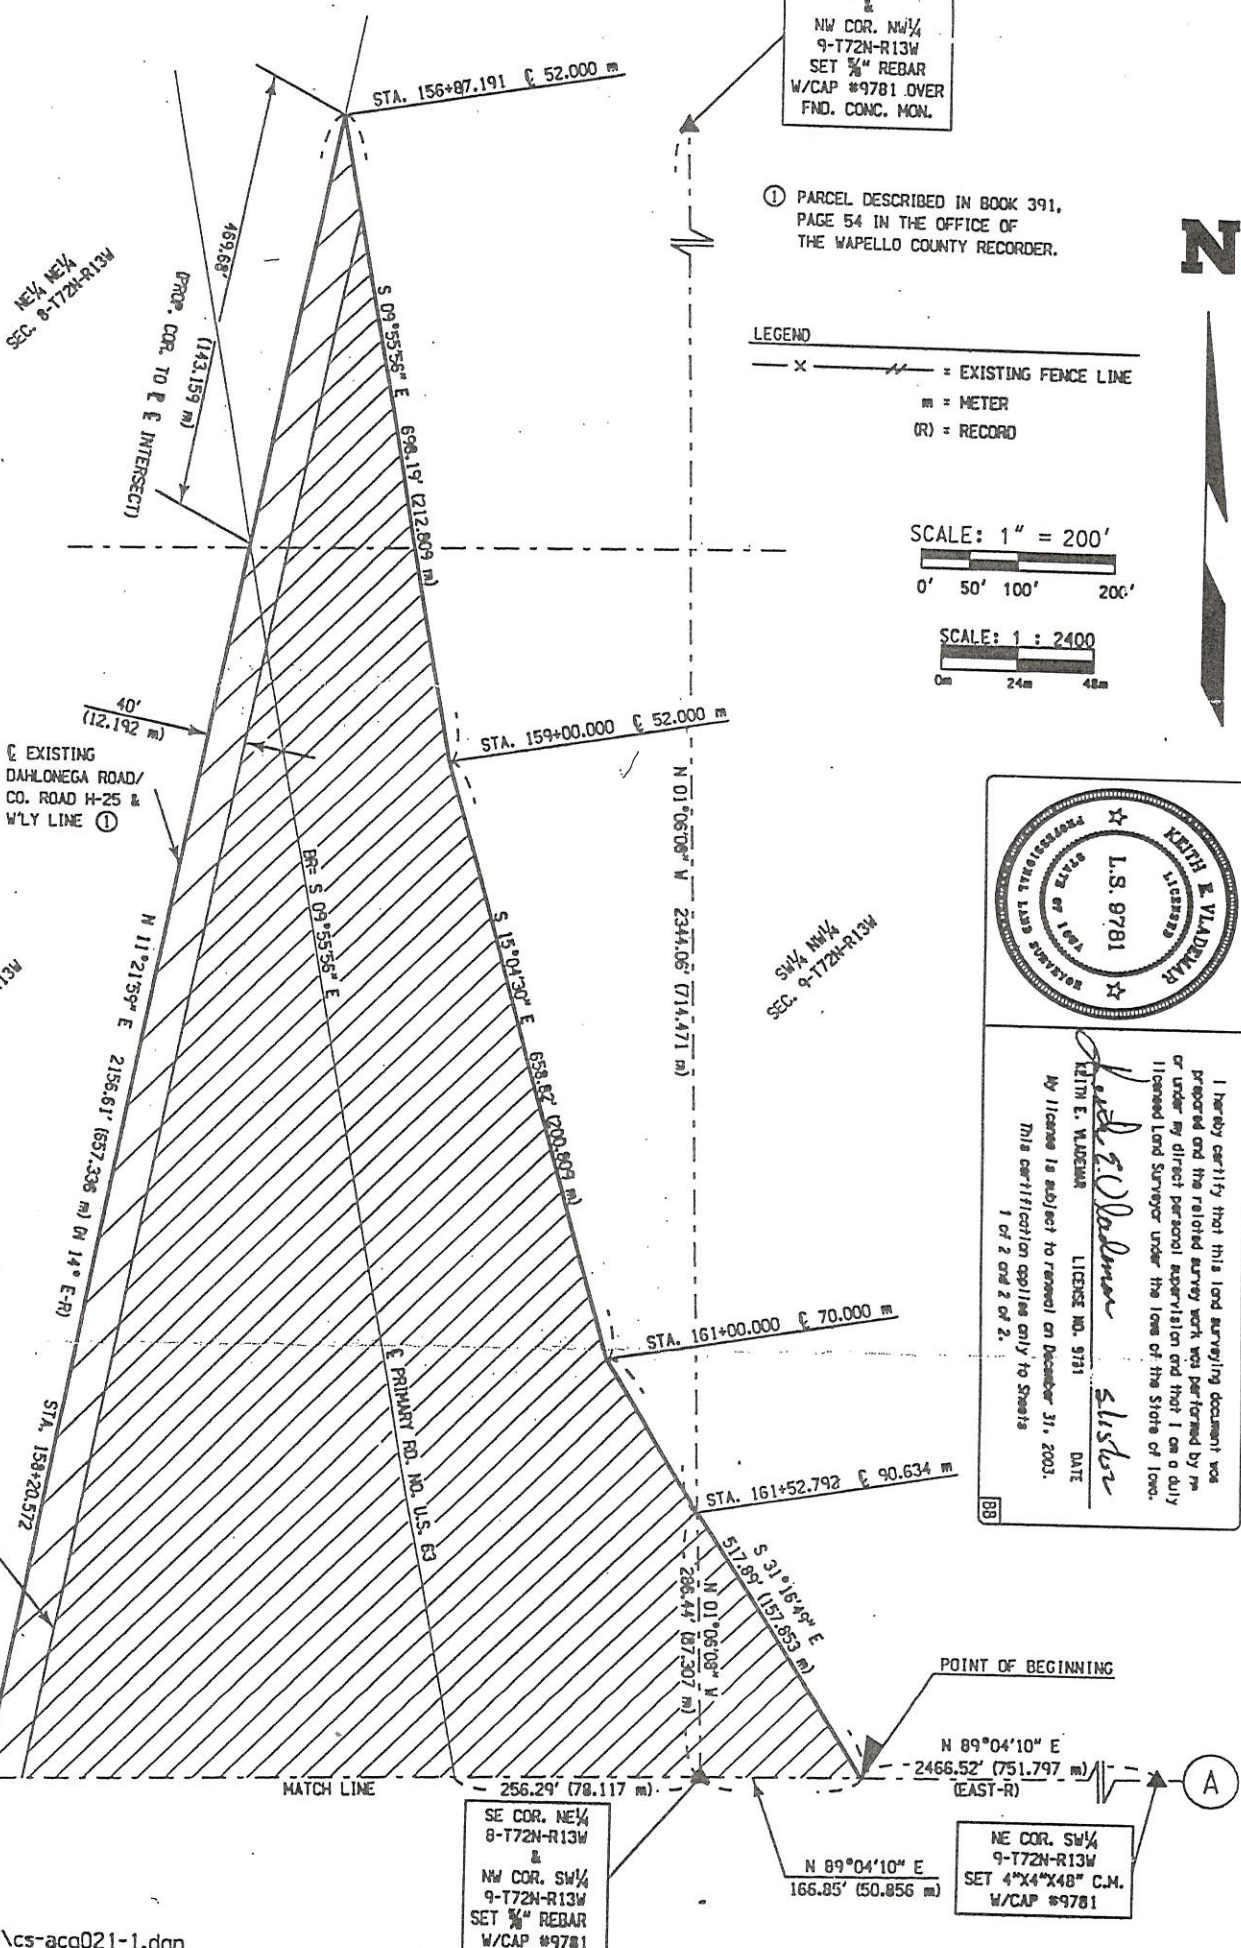 &
NW COR. NW¼
9-T72N-R13W
SET ⅝" REBAR
W/CAP #9781 OVER
FND. CONC. MON.
STA. 156+87.191 ℄ 52.000 m
① PARCEL DESCRIBED IN BOOK 391,
PAGE 54 IN THE OFFICE OF
THE WAPELLO COUNTY RECORDER.
N
NE¼ NE¼
SEC. 8-T72N-R13W
469.68'
(143.159 m)
(PROP. COR. TO ℄ INTERSECT)
S 09°55'56" E 698.19' (212.809 m)
LEGEND
= EXISTING FENCE LINE
m = METER
(R) = RECORD
SCALE: 1" = 200'
0' 50' 100' 200'
SCALE: 1 : 2400
0m 24m 48m
40'
(12.192 m)
STA. 159+00.000 ℄ 52.000 m
℄ EXISTING
DAHLONEGA ROAD/
CO. ROAD H-25 &
W'LY LINE ①
N 01°06'08" W 2344.06' (714.471 m)
BR= S 09°55'56" E
S 15°04'30" E 658.82' (200.809 m)
SW¼ NW¼
SEC. 9-T72N-R13W
13W
N 11°21'59" E 2156.61' (657.336 m) (N 14° E-R)
KEITH E. VLADEMAR
LICENSED
L.S. 9781
STATE OF IOWA
PROFESSIONAL LAND SURVEYOR
I hereby certify that this land surveying document was
prepared and the related survey work was performed by me
or under my direct personal supervision and that I am a duly
licensed Land Surveyor under the laws of the State of Iowa.
Keith E. Vlademar
KEITH E. VLADEMAR LICENSE NO. 9781 DATE
My license is subject to renewal on December 31, 2003.
This certification applies only to Sheets
1 of 2 and 2 of 2.
BB
STA. 161+00.000 ℄ 70.000 m
℄ PRIMARY RD. NO. U.S. 63
STA. 158+20.572
STA. 161+52.792 ℄ 90.634 m
S 31°16'49" E
517.89' (157.853 m)
N 01°06'08" W
286.44' (87.307 m)
POINT OF BEGINNING
N 89°04'10" E
2466.52' (751.797 m)
(EAST-R)
A
MATCH LINE
256.29' (78.117 m)
SE COR. NE¼
8-T72N-R13W
&
NW COR. SW¼
9-T72N-R13W
SET ⅝" REBAR
W/CAP #9781
N 89°04'10" E
166.85' (50.856 m)
NE COR. SW¼
9-T72N-R13W
SET 4"X4"X48" C.M.
W/CAP #9781
\cs-acq021-1.dgn